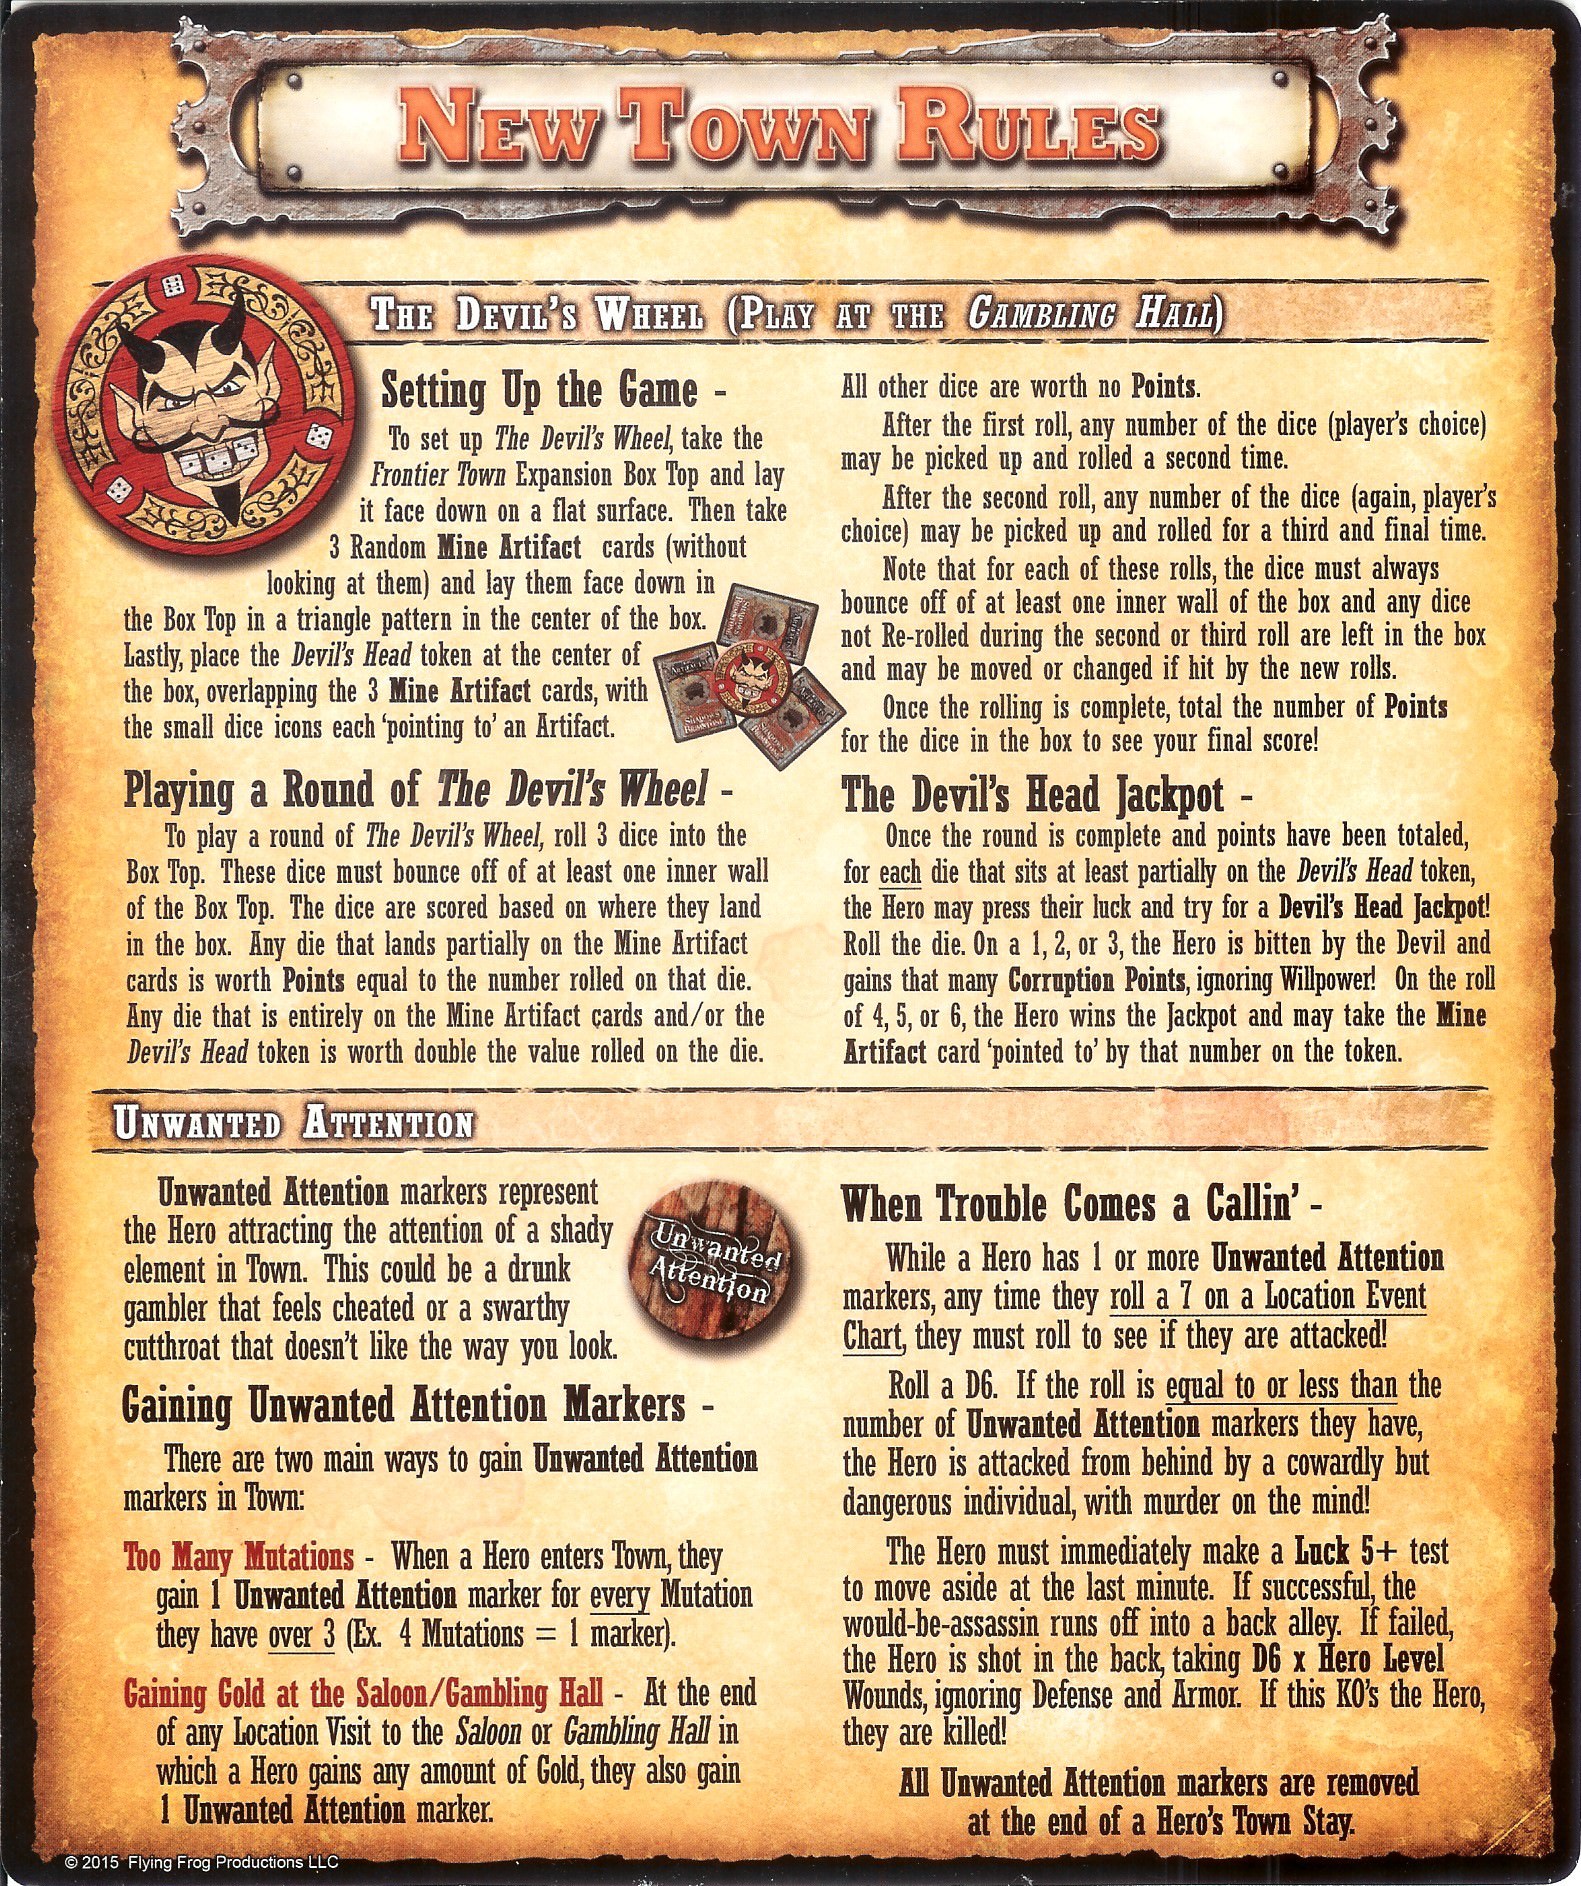 NEW TOWN RULES
THE DEVIL'S WHEEL (PLAY AT THE GAMBLING HALL)
Setting Up the Game -
To set up The Devil's Wheel, take the
Frontier Town Expansion Box Top and lay
it face down on a flat surface. Then take
3 Random Mine Artifact cards (without
looking at them) and lay them face down in
the Box Top in a triangle pattern in the center of the box.
Lastly, place the Devil's Head token at the center of
the box, overlapping the 3 Mine Artifact cards, with
the small dice icons each 'pointing to' an Artifact.
Playing a Round of The Devil's Wheel -
To play a round of The Devil's Wheel, roll 3 dice into the
Box Top. These dice must bounce off of at least one inner wall
of the Box Top. The dice are scored based on where they land
in the box. Any die that lands partially on the Mine Artifact
cards is worth Points equal to the number rolled on that die.
Any die that is entirely on the Mine Artifact cards and/or the
Devil's Head token is worth double the value rolled on the die.
All other dice are worth no Points.
After the first roll, any number of the dice (player's choice)
may be picked up and rolled a second time.
After the second roll, any number of the dice (again, player's
choice) may be picked up and rolled for a third and final time.
Note that for each of these rolls, the dice must always
bounce off of at least one inner wall of the box and any dice
not Re-rolled during the second or third roll are left in the box
and may be moved or changed if hit by the new rolls.
Once the rolling is complete, total the number of Points
for the dice in the box to see your final score!
The Devil's Head Jackpot -
Once the round is complete and points have been totaled,
for each die that sits at least partially on the Devil's Head token,
the Hero may press their luck and try for a Devil's Head Jackpot!
Roll the die. On a 1, 2, or 3, the Hero is bitten by the Devil and
gains that many Corruption Points, ignoring Willpower! On the roll
of 4, 5, or 6, the Hero wins the Jackpot and may take the Mine
Artifact card 'pointed to' by that number on the token.
UNWANTED ATTENTION
Unwanted Attention markers represent
the Hero attracting the attention of a shady
element in Town. This could be a drunk
gambler that feels cheated or a swarthy
cutthroat that doesn't like the way you look.
Unwanted
Attention
Gaining Unwanted Attention Markers -
There are two main ways to gain Unwanted Attention
markers in Town:
Too Many Mutations - When a Hero enters Town, they
gain 1 Unwanted Attention marker for every Mutation
they have over 3 (Ex. 4 Mutations = 1 marker).
Gaining Gold at the Saloon/Gambling Hall - At the end
of any Location Visit to the Saloon or Gambling Hall in
which a Hero gains any amount of Gold, they also gain
1 Unwanted Attention marker.
When Trouble Comes a Callin' -
While a Hero has 1 or more Unwanted Attention
markers, any time they roll a 7 on a Location Event
Chart, they must roll to see if they are attacked!
Roll a D6. If the roll is equal to or less than the
number of Unwanted Attention markers they have,
the Hero is attacked from behind by a cowardly but
dangerous individual, with murder on the mind!
The Hero must immediately make a Luck 5+ test
to move aside at the last minute. If successful, the
would-be-assassin runs off into a back alley. If failed,
the Hero is shot in the back, taking D6 x Hero Level
Wounds, ignoring Defense and Armor. If this KO's the Hero,
they are killed!
All Unwanted Attention markers are removed
at the end of a Hero's Town Stay.
© 2015 Flying Frog Productions LLC